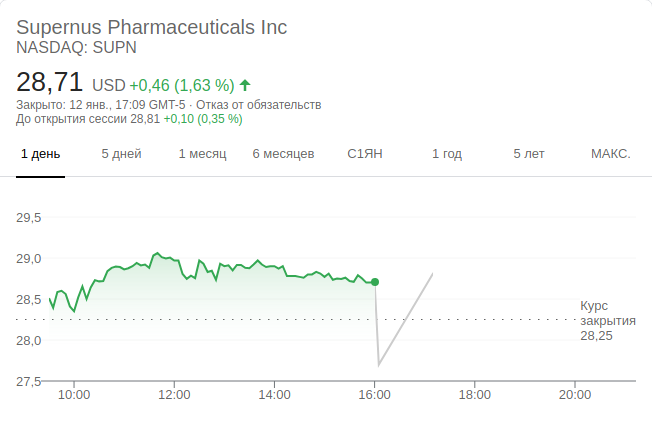 Supernus Pharmaceuticals Inc
NASDAQ: SUPN
28,71 USD +0,46 (1,63 %)
Закрыто: 12 янв., 17:09 GMT-5 · Отказ от обязательств
До открытия сессии 28,81 +0,10 (0,35 %)
1 день 5 дней 1 месяц 6 месяцев С1ЯН 1 год 5 лет МАКС.
29,5
29,0
28,5
28,0
27,5
Курс
закрытия
28,25
10:00 12:00 14:00 16:00 18:00 20:00